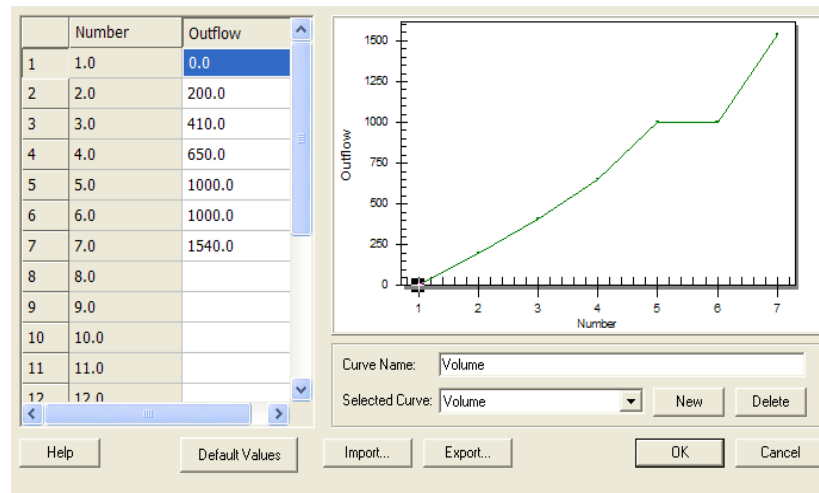 Number Outflow
1 1.0 0.0
2 2.0 200.0
3 3.0 410.0
4 4.0 650.0
5 5.0 1000.0
6 6.0 1000.0
7 7.0 1540.0
8 8.0
9 9.0
10 10.0
11 11.0
12 12.0
Outflow
1500
1250
1000
750
500
250
0
1 2 3 4 5 6 7
Number
Curve Name: Volume
Selected Curve: Volume New Delete
Help Default Values Import... Export... OK Cancel